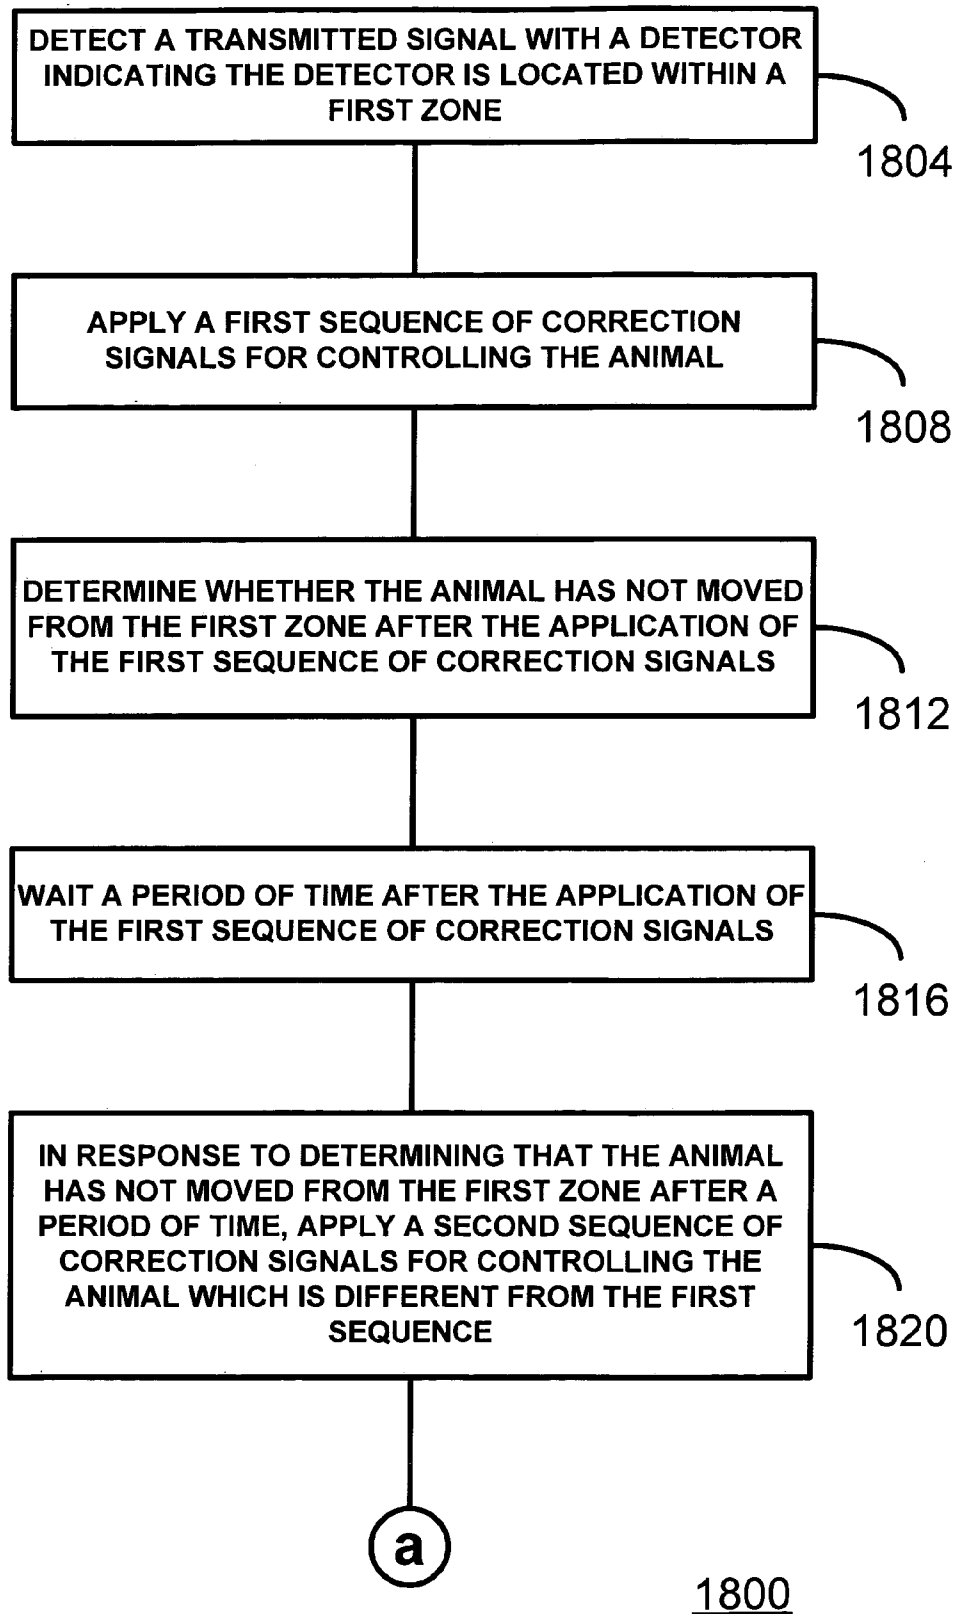 DETECT A TRANSMITTED SIGNAL WITH A DETECTOR
INDICATING THE DETECTOR IS LOCATED WITHIN A
FIRST ZONE
1804
APPLY A FIRST SEQUENCE OF CORRECTION
SIGNALS FOR CONTROLLING THE ANIMAL
1808
DETERMINE WHETHER THE ANIMAL HAS NOT MOVED
FROM THE FIRST ZONE AFTER THE APPLICATION OF
THE FIRST SEQUENCE OF CORRECTION SIGNALS
1812
WAIT A PERIOD OF TIME AFTER THE APPLICATION OF
THE FIRST SEQUENCE OF CORRECTION SIGNALS
1816
IN RESPONSE TO DETERMINING THAT THE ANIMAL
HAS NOT MOVED FROM THE FIRST ZONE AFTER A
PERIOD OF TIME, APPLY A SECOND SEQUENCE OF
CORRECTION SIGNALS FOR CONTROLLING THE
ANIMAL WHICH IS DIFFERENT FROM THE FIRST
SEQUENCE
1820
a
1800